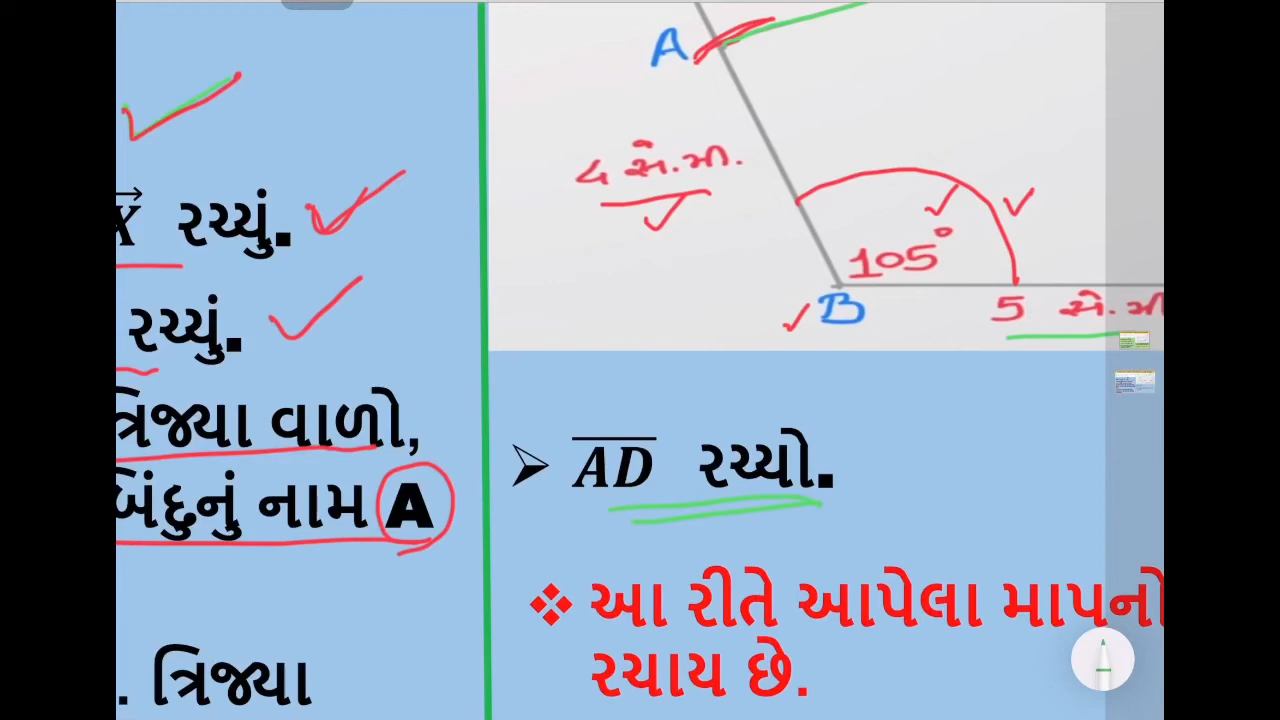 X રચ્યું.
રચ્યું.
ત્રિજ્યા વાળો,
બિંદુનું નામ A
. ત્રિજ્યા
A
4 સે.મી.
105°
B
5 સે.મી
➢ AD રચ્યો.
❖ આ રીતે આપેલા માપનો
રચાય છે.